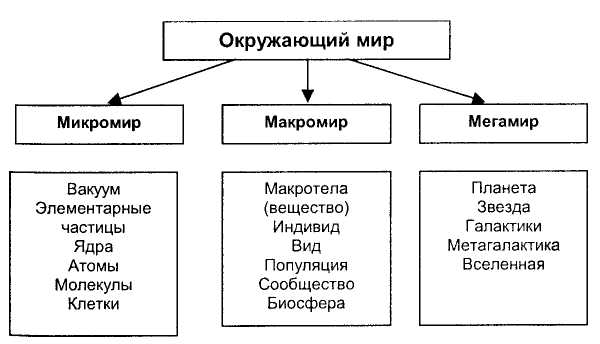 Окружающий мир
Микромир
Макромир
Мегамир
Вакуум
Элементарные
частицы
Ядра
Атомы
Молекулы
Клетки
Макротела
(вещество)
Индивид
Вид
Популяция
Сообщество
Биосфера
Планета
Звезда
Галактики
Метагалактика
Вселенная